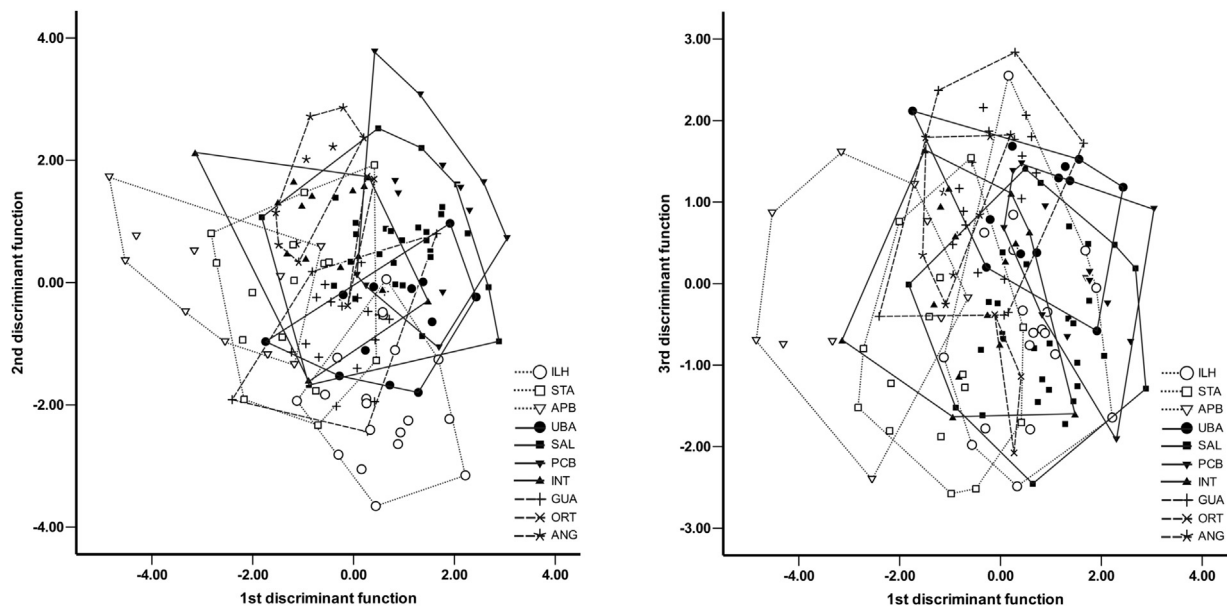 4.00
2.00
0.00
-2.00
-4.00
2nd discriminant function
-4.00 -2.00 0.00 2.00 4.00
1st discriminant function
ILH
STA
APB
UBA
SAL
PCB
INT
GUA
ORT
ANG
3.00
2.00
1.00
0.00
-1.00
-2.00
-3.00
3rd discriminant function
-4.00 -2.00 0.00 2.00 4.00
1st discriminant function
ILH
STA
APB
UBA
SAL
PCB
INT
GUA
ORT
ANG